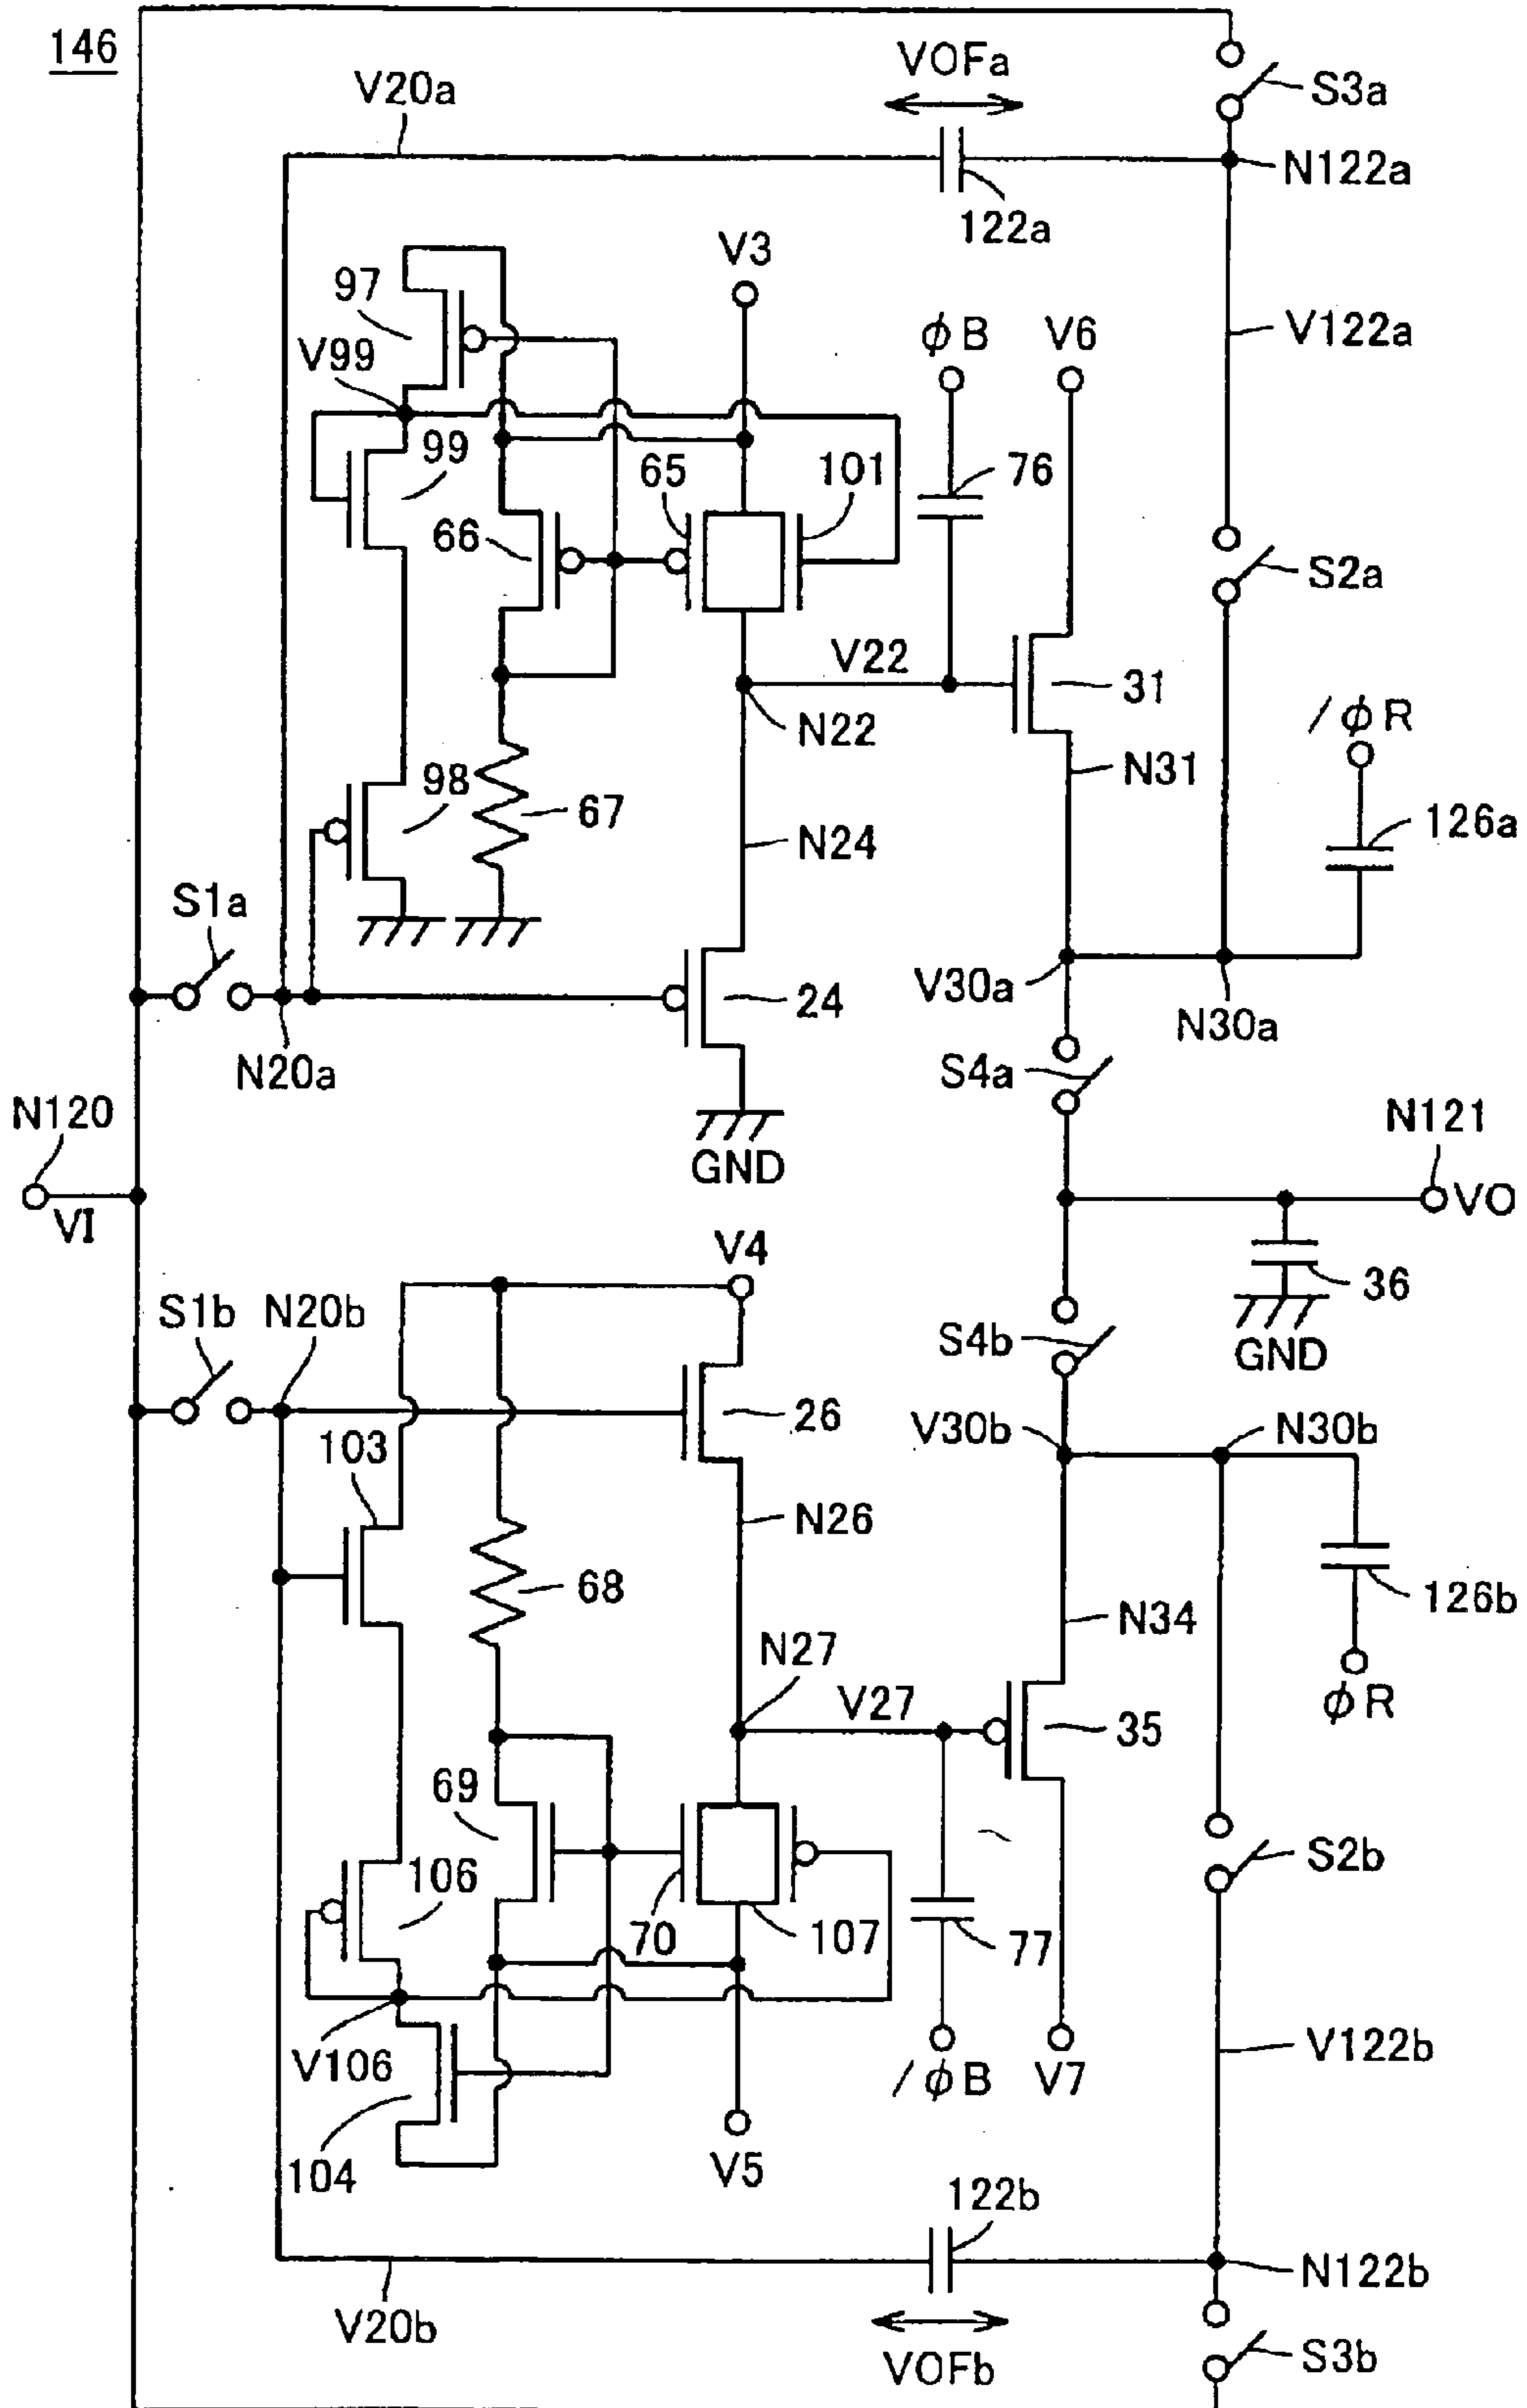 146
VOFa
S3a
V20a
N122a
122a
V3
97
V99
φB
V6
V122a
99
65
101
76
66
S2a
V22
31
N22
/φR
N31
98
67
N24
126a
S1a
V30a
24
N30a
N20a
S4a
N120
N121
GND
VO
VI
V4
36
S1b
N20b
S4b
GND
26
V30b
N30b
103
N26
68
126b
N34
N27
φR
V27
35
69
106
S2b
70
107
77
V106
/φB
V7
V122b
104
V5
122b
N122b
V20b
VOFb
S3b